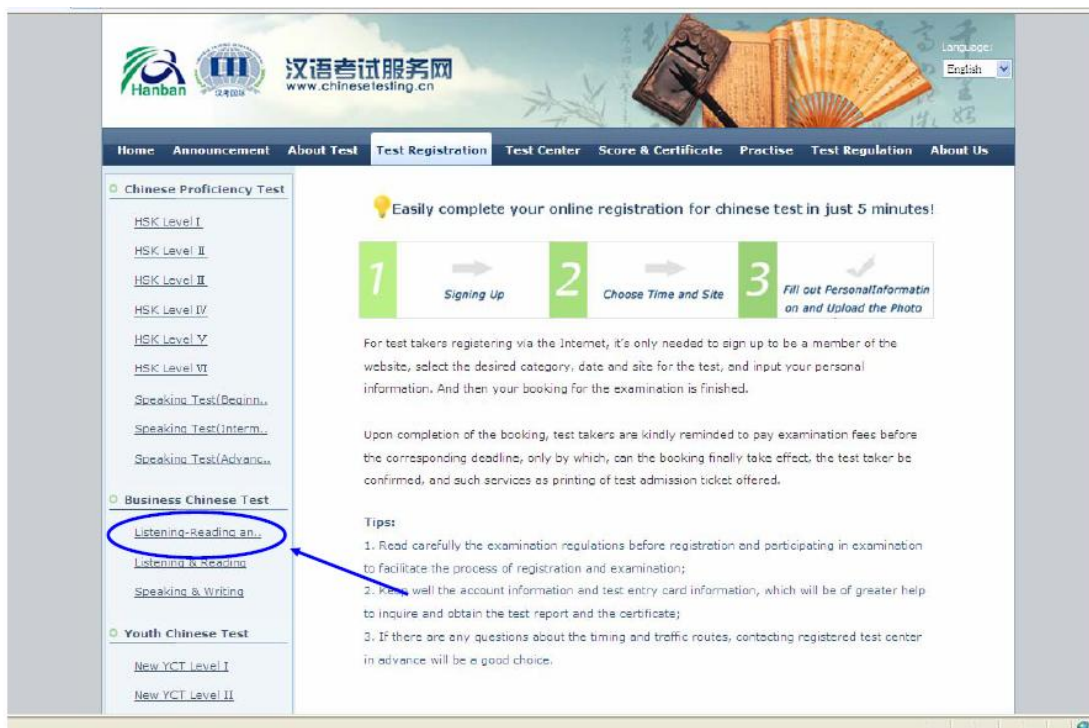 Hanban
汉考国际
汉语考试服务网
www.chinesetesting.cn
Language:
English
Home Announcement About Test Test Registration Test Center Score & Certificate Practise Test Regulation About Us
Chinese Proficiency Test
HSK Level I
HSK Level II
HSK Level II
HSK Level IV
HSK Level V
HSK Level VI
Speaking Test(Beginn..
Speaking Test(Interm..
Speaking Test(Advanc..
Business Chinese Test
Listening-Reading an..
Listening & Reading
Speaking & Writing
Youth Chinese Test
New YCT Level I
New YCT Level II
Easily complete your online registration for chinese test in just 5 minutes!
1 Signing Up
2 Choose Time and Site
3 Fill out PersonalInformatin
on and Upload the Photo
For test takers registering via the Internet, it's only needed to sign up to be a member of the
website, select the desired category, date and site for the test, and input your personal
information. And then your booking for the examination is finished.
Upon completion of the booking, test takers are kindly reminded to pay examination fees before
the corresponding deadline, only by which, can the booking finally take effect, the test taker be
confirmed, and such services as printing of test admission ticket offered.
Tips:
1. Read carefully the examination regulations before registration and participating in examination
to facilitate the process of registration and examination;
2. Keep well the account information and test entry card information, which will be of greater help
to inquire and obtain the test report and the certificate;
3. If there are any questions about the timing and traffic routes, contacting registered test center
in advance will be a good choice.